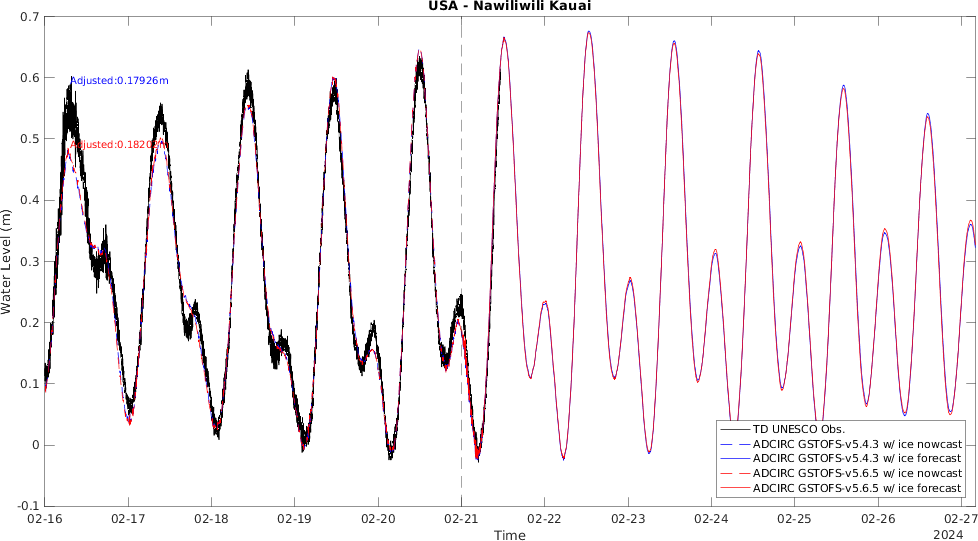 USA - Nawiliwili Kauai
0.7
0.6
0.5
0.4
0.3
0.2
0.1
0
-0.1
Water Level (m)
Adjusted:0.17926m
TD UNESCO Obs.
ADCIRC GSTOFS-v5.4.3 w/ ice nowcast
ADCIRC GSTOFS-v5.4.3 w/ ice forecast
ADCIRC GSTOFS-v5.6.5 w/ ice nowcast
ADCIRC GSTOFS-v5.6.5 w/ ice forecast
02-16 02-17 02-18 02-19 02-20 02-21 02-22 02-23 02-24 02-25 02-26 02-27
Time
2024